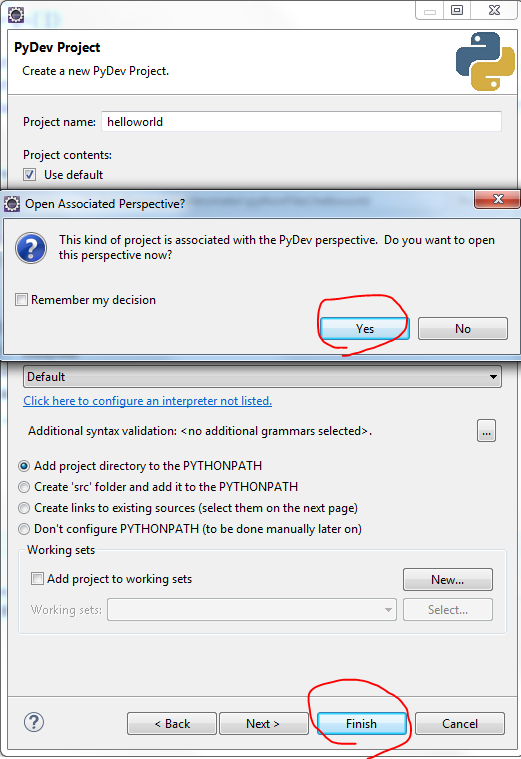 PyDev Project
Create a new PyDev Project.
Project name: helloworld
Project contents:
Use default
Open Associated Perspective?
This kind of project is associated with the PyDev perspective. Do you want to open
this perspective now?
Remember my decision
Yes No
Default
Click here to configure an interpreter not listed.
Additional syntax validation: <no additional grammars selected>. ...
Add project directory to the PYTHONPATH
Create 'src' folder and add it to the PYTHONPATH
Create links to existing sources (select them on the next page)
Don't configure PYTHONPATH (to be done manually later on)
Working sets
Add project to working sets New...
Working sets: Select...
< Back Next > Finish Cancel